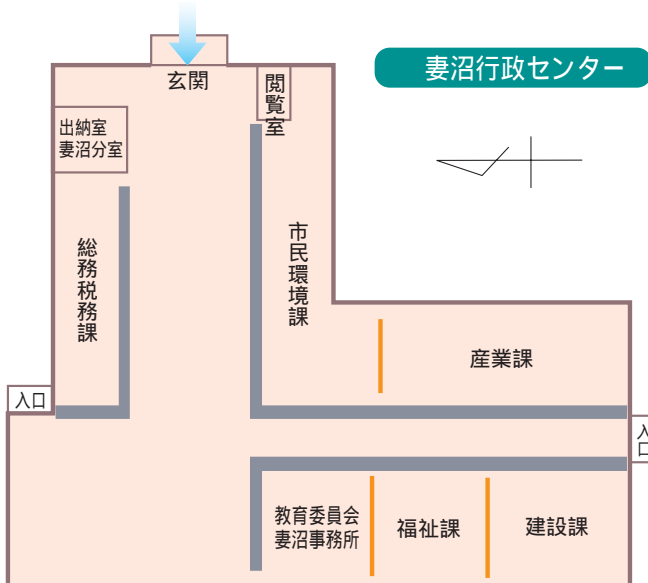 妻沼行政センター
玄関
閲覧室
出納室
妻沼分室
総務税務課
市民環境課
産業課
入口
入口
教育委員会
妻沼事務所
福祉課
建設課